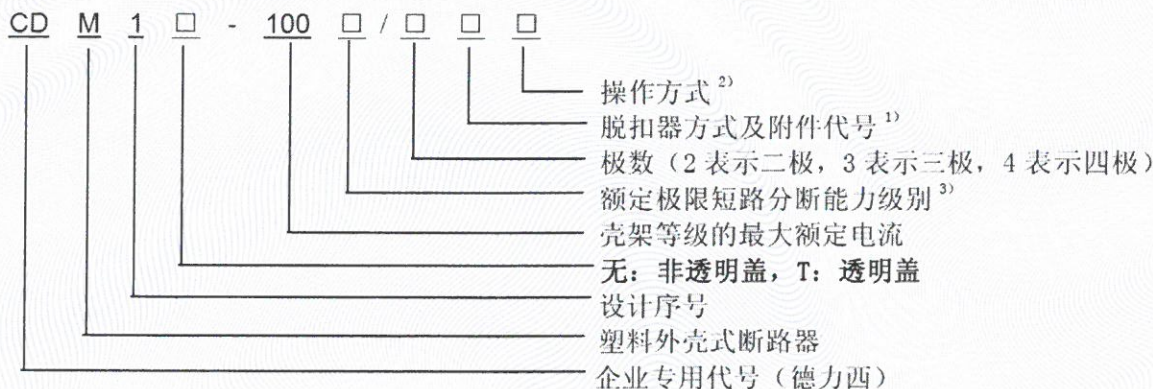 CD M 1 □ - 100 □ / □ □ □
操作方式²⁾
脱扣器方式及附件代号¹⁾
极数（2 表示二极，3 表示三极，4 表示四极）
额定极限短路分断能力级别³⁾
壳架等级的最大额定电流
无：非透明盖，T：透明盖
设计序号
塑料外壳式断路器
企业专用代号（德力西）